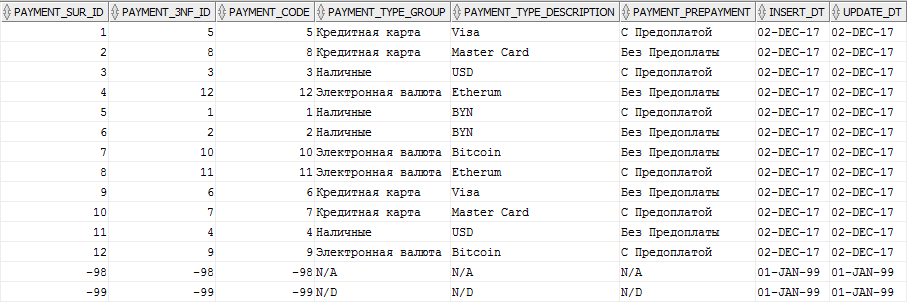 PAYMENT_SUR_ID PAYMENT_3NF_ID PAYMENT_CODE PAYMENT_TYPE_GROUP PAYMENT_TYPE_DESCRIPTION PAYMENT_PREPAYMENT INSERT_DT UPDATE_DT
1 5 5 Кредитная карта Visa С Предоплатой 02-DEC-17 02-DEC-17
2 8 8 Кредитная карта Master Card Без Предоплаты 02-DEC-17 02-DEC-17
3 3 3 Наличные USD С Предоплатой 02-DEC-17 02-DEC-17
4 12 12 Электронная валюта Etherum Без Предоплаты 02-DEC-17 02-DEC-17
5 1 1 Наличные BYN С Предоплатой 02-DEC-17 02-DEC-17
6 2 2 Наличные BYN Без Предоплаты 02-DEC-17 02-DEC-17
7 10 10 Электронная валюта Bitcoin Без Предоплаты 02-DEC-17 02-DEC-17
8 11 11 Электронная валюта Etherum С Предоплатой 02-DEC-17 02-DEC-17
9 6 6 Кредитная карта Visa Без Предоплаты 02-DEC-17 02-DEC-17
10 7 7 Кредитная карта Master Card С Предоплатой 02-DEC-17 02-DEC-17
11 4 4 Наличные USD Без Предоплаты 02-DEC-17 02-DEC-17
12 9 9 Электронная валюта Bitcoin С Предоплатой 02-DEC-17 02-DEC-17
-98 -98 -98 N/A N/A N/A 01-JAN-99 01-JAN-99
-99 -99 -99 N/D N/D N/D 01-JAN-99 01-JAN-99